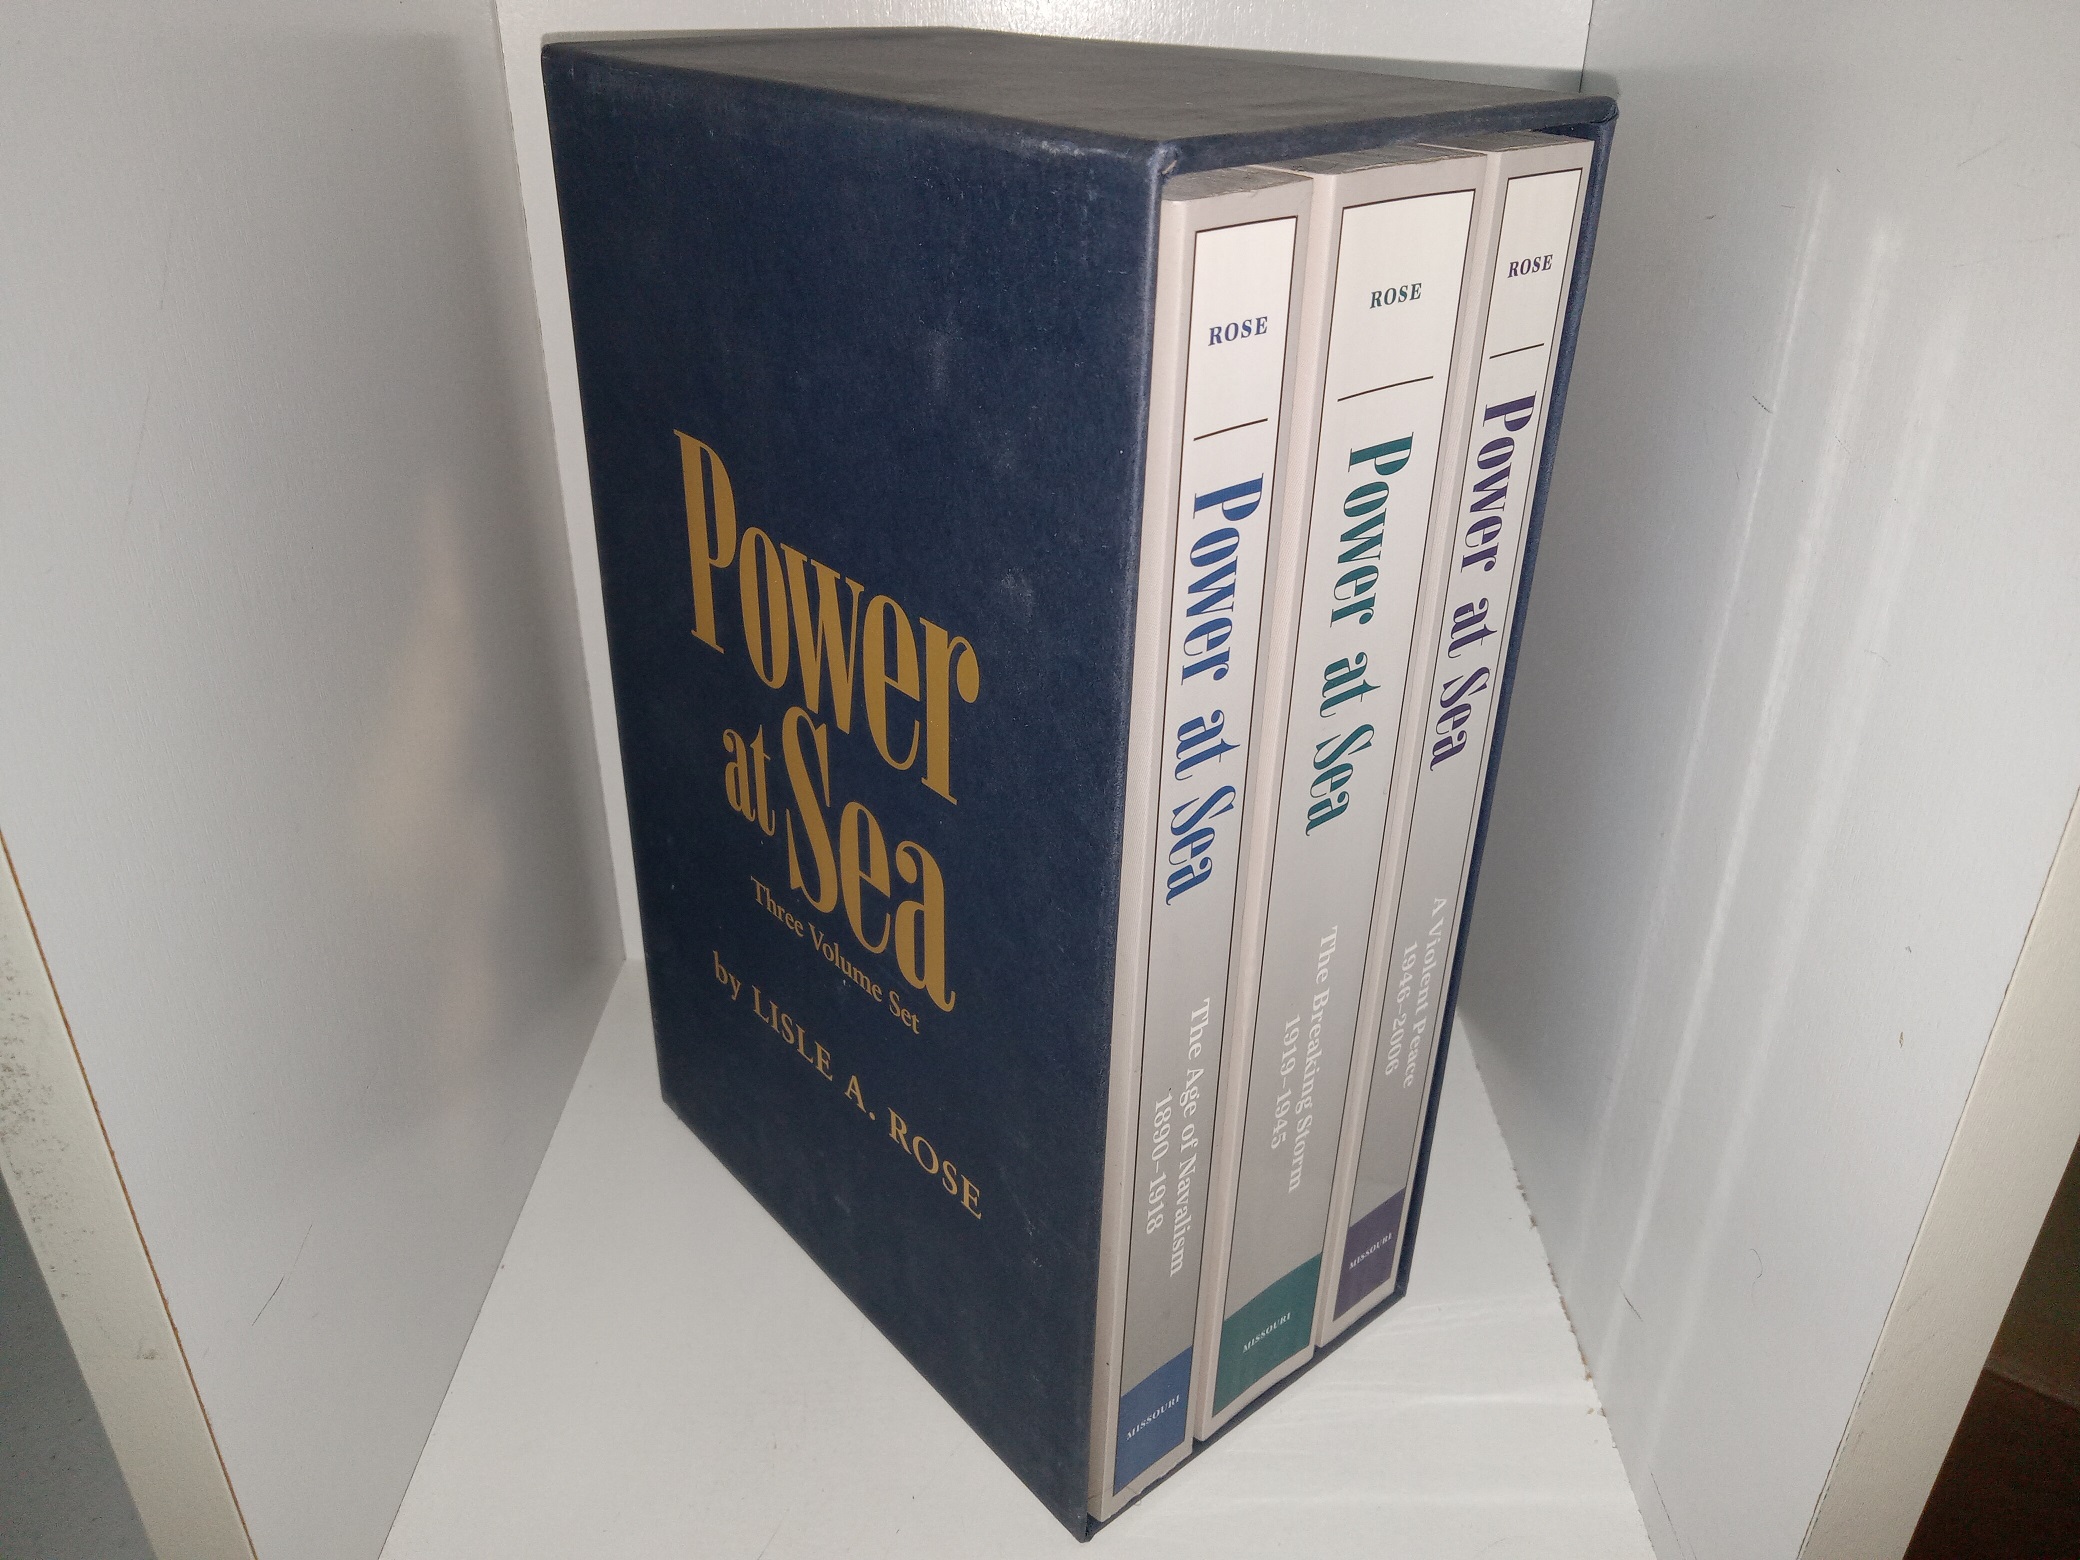 Power
at Sea
Three Volume Set
by LISLE A. ROSE
ROSE
Power at Sea
The Age of Navalism
1890–1918
MISSOURI
ROSE
Power at Sea
The Breaking Storm
1919–1945
MISSOURI
ROSE
Power at Sea
A Violent Peace
1946–2006
MISSOURI